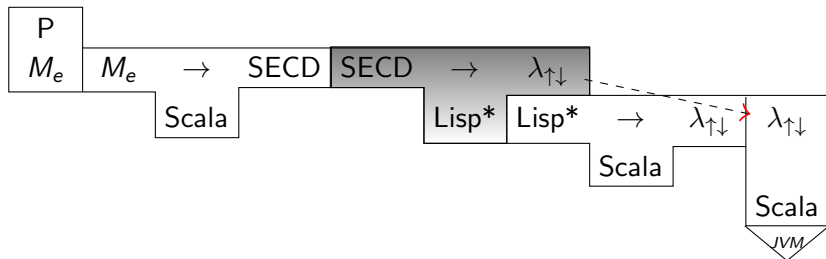 P
Mₑ Mₑ → SECD SECD → λ↑↓
Scala Lisp* Lisp* → λ↑↓ λ↑↓
Scala Scala
JVM